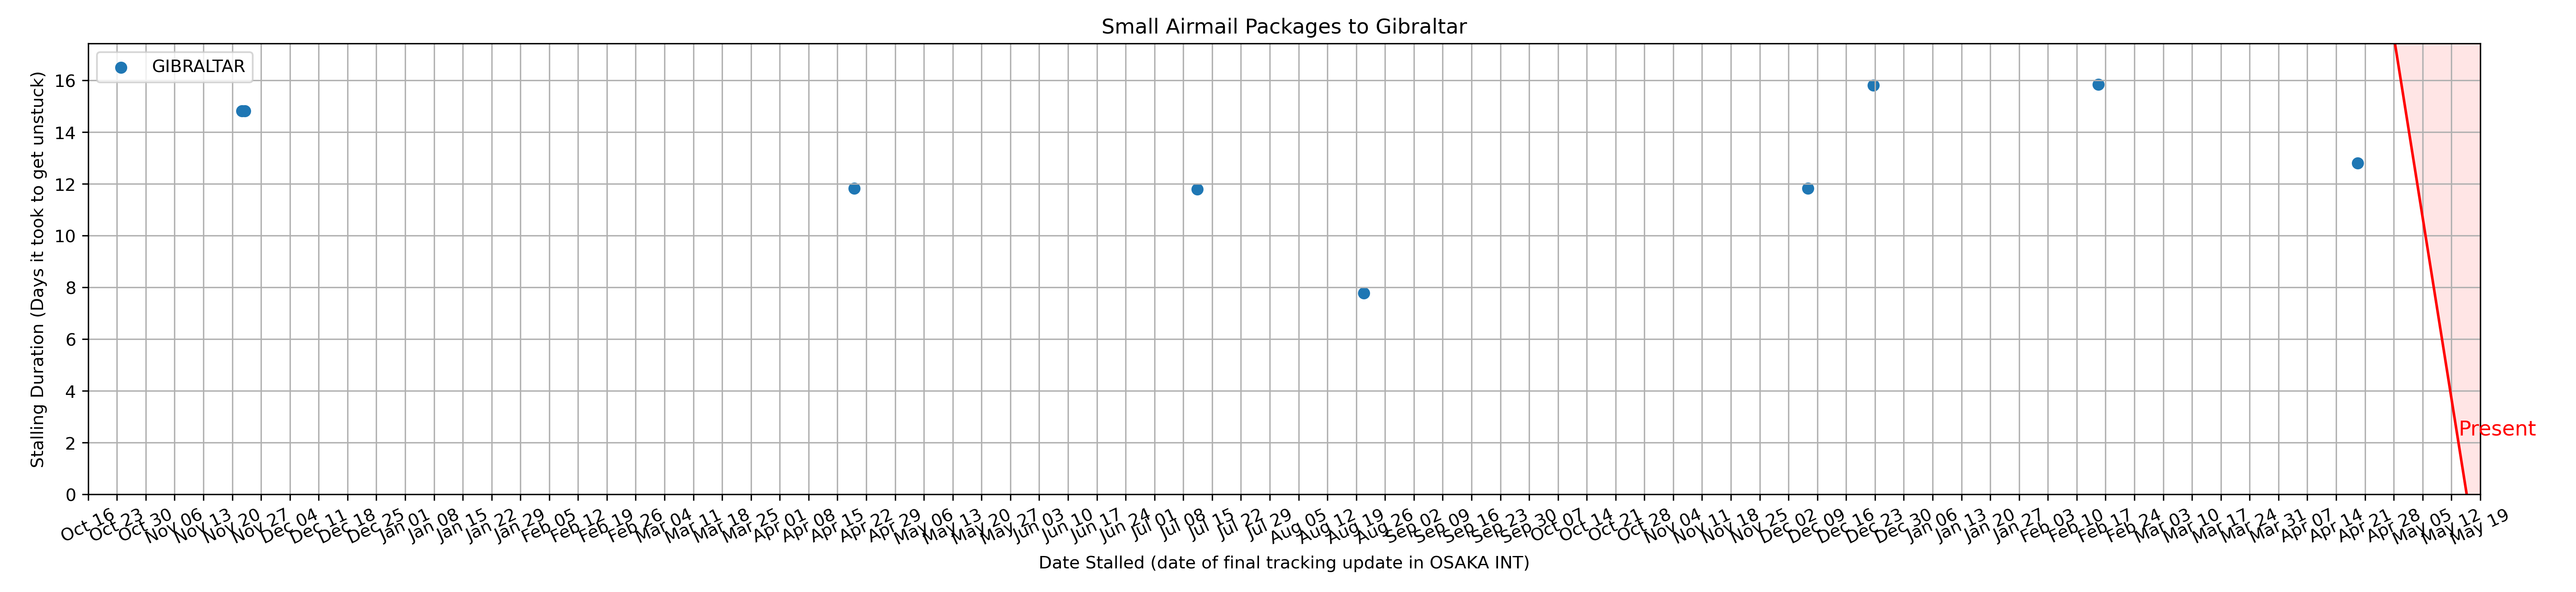 Small Airmail Packages to Gibraltar
GIBRALTAR
Stalling Duration (Days it took to get unstuck)
16
14
12
10
8
6
4
2
0
Present
Oct 16
Oct 23
Oct 30
Nov 06
Nov 13
Nov 20
Nov 27
Dec 04
Dec 11
Dec 18
Dec 25
Jan 01
Jan 08
Jan 15
Jan 22
Jan 29
Feb 05
Feb 12
Feb 19
Feb 26
Mar 04
Mar 11
Mar 18
Mar 25
Apr 01
Apr 08
Apr 15
Apr 22
Apr 29
May 06
May 13
May 20
May 27
Jun 03
Jun 10
Jun 17
Jun 24
Jul 01
Jul 08
Jul 15
Jul 22
Jul 29
Aug 05
Aug 12
Aug 19
Aug 26
Sep 02
Sep 09
Sep 16
Sep 23
Sep 30
Oct 07
Oct 14
Oct 21
Oct 28
Nov 04
Nov 11
Nov 18
Nov 25
Dec 02
Dec 09
Dec 16
Dec 23
Dec 30
Jan 06
Jan 13
Jan 20
Jan 27
Feb 03
Feb 10
Feb 17
Feb 24
Mar 03
Mar 10
Mar 17
Mar 24
Mar 31
Apr 07
Apr 14
Apr 21
Apr 28
May 05
May 12
May 19
Date Stalled (date of final tracking update in OSAKA INT)